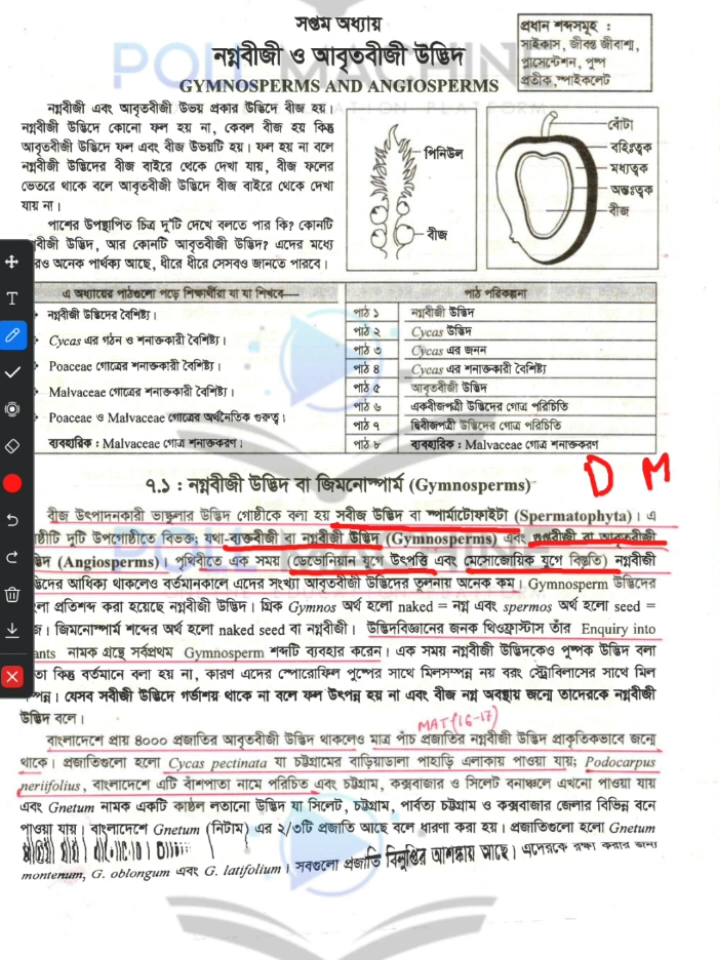 সপ্তম অধ্যায়
নগ্নবীজী ও আবৃতবীজী উদ্ভিদ
GYMNOSPERMS AND ANGIOSPERMS
প্রধান শব্দসমূহ :
সাইকাস, জীবন্ত জীবাশ্ম,
প্লাসেন্টেশন, পুষ্প
প্রতীক, স্পাইকলেট
নগ্নবীজী এবং আবৃতবীজী উভয় প্রকার উদ্ভিদে বীজ হয়।
নগ্নবীজী উদ্ভিদে কোনো ফল হয় না, কেবল বীজ হয় কিন্তু
আবৃতবীজী উদ্ভিদে ফল এবং বীজ উভয়টি হয়। ফল হয় না বলে
নগ্নবীজী উদ্ভিদের বীজ বাইরে থেকে দেখা যায়, বীজ ফলের
ভেতরে থাকে বলে আবৃতবীজী উদ্ভিদে বীজ বাইরে থেকে দেখা
যায় না।
পাশের উপস্থাপিত চিত্র দু'টি দেখে বলতে পার কি? কোনটি
বীজী উদ্ভিদ, আর কোনটি আবৃতবীজী উদ্ভিদ? এদের মধ্যে
রও অনেক পার্থক্য আছে, ধীরে ধীরে সেসবও জানতে পারবে।
পিনিউল
বীজ
বোঁটা
বহিঃত্বক
মধ্যত্বক
অন্তঃত্বক
বীজ
এ অধ্যায়ের পাঠগুলো পড়ে শিক্ষার্থীরা যা যা শিখবে—
নগ্নবীজী উদ্ভিদের বৈশিষ্ট্য।
Cycas এর গঠন ও শনাক্তকারী বৈশিষ্ট্য।
Poaceae গোত্রের শনাক্তকারী বৈশিষ্ট্য।
Malvaceae গোত্রের শনাক্তকারী বৈশিষ্ট্য।
Poaceae ও Malvaceae গোত্রের অর্থনৈতিক গুরুত্ব।
ব্যবহারিক : Malvaceae গোত্র শনাক্তকরণ।
পাঠ পরিকল্পনা
পাঠ ১ নগ্নবীজী উদ্ভিদ
পাঠ ২ Cycas উদ্ভিদ
পাঠ ৩ Cycas এর জনন
পাঠ ৪ Cycas এর শনাক্তকারী বৈশিষ্ট্য
পাঠ ৫ আবৃতবীজী উদ্ভিদ
পাঠ ৬ একবীজপত্রী উদ্ভিদের গোত্র পরিচিতি
পাঠ ৭ দ্বিবীজপত্রী উদ্ভিদের গোত্র পরিচিতি
পাঠ ৮ ব্যবহারিক : Malvaceae গোত্র শনাক্তকরণ
D M
৭.১ : নগ্নবীজী উদ্ভিদ বা জিমনোস্পার্ম (Gymnosperms)
বীজ উৎপাদনকারী ভাস্কুলার উদ্ভিদ গোষ্ঠীকে বলা হয় সবীজ উদ্ভিদ বা স্পার্মাটোফাইটা (Spermatophyta)। এ
ষ্ঠীটি দুটি উপগোষ্ঠীতে বিভক্ত; যথা-ব্যক্তবীজী বা নগ্নবীজী উদ্ভিদ (Gymnosperms) এবং গুপ্তবীজী বা আবৃতবীজী
দ (Angiosperms)। পৃথিবীতে এক সময় (ডেভোনিয়ান যুগে উৎপত্তি এবং মেসোজোয়িক যুগে বিস্তৃতি) নগ্নবীজী
দের আধিক্য থাকলেও বর্তমানকালে এদের সংখ্যা আবৃতবীজী উদ্ভিদের তুলনায় অনেক কম। Gymnosperm উদ্ভিদের
লা প্রতিশব্দ করা হয়েছে নগ্নবীজী উদ্ভিদ। গ্রিক Gymnos অর্থ হলো naked = নগ্ন এবং spermos অর্থ হলো seed =
জ। জিমনোস্পার্ম শব্দের অর্থ হলো naked seed বা নগ্নবীজী। উদ্ভিদবিজ্ঞানের জনক থিওফ্রাস্টাস তাঁর Enquiry into
ants নামক গ্রন্থে সর্বপ্রথম Gymnosperm শব্দটি ব্যবহার করেন। এক সময় নগ্নবীজী উদ্ভিদকেও পুষ্পক উদ্ভিদ বলা
তো কিন্তু বর্তমানে বলা হয় না, কারণ এদের স্পোরোফিল পুষ্পের সাথে মিলসম্পন্ন নয় বরং স্ট্রোবিলাসের সাথে মিল
ম্পন্ন। যেসব সবীজী উদ্ভিদে গর্ভাশয় থাকে না বলে ফল উৎপন্ন হয় না এবং বীজ নগ্ন অবস্থায় জন্মে তাদেরকে নগ্নবীজী
উদ্ভিদ বলে।
MAT(16-17)
বাংলাদেশে প্রায় ৪০০০ প্রজাতির আবৃতবীজী উদ্ভিদ থাকলেও মাত্র পাঁচ প্রজাতির নগ্নবীজী উদ্ভিদ প্রাকৃতিকভাবে জন্মে
থাকে। প্রজাতিগুলো হলো Cycas pectinata যা চট্টগ্রামের বাড়িয়াডালা পাহাড়ি এলাকায় পাওয়া যায়; Podocarpus
neriifolius, বাংলাদেশে এটি বাঁশপাতা নামে পরিচিত এবং চট্টগ্রাম, কক্সবাজার ও সিলেট বনাঞ্চলে এখনো পাওয়া যায়
এবং Gnetum নামক একটি কাষ্ঠল লতানো উদ্ভিদ যা সিলেট, চট্টগ্রাম, পার্বত্য চট্টগ্রাম ও কক্সবাজার জেলার বিভিন্ন বনে
পাওয়া যায়। বাংলাদেশে Gnetum (নিটাম) এর ২/৩টি প্রজাতি আছে বলে ধারণা করা হয়। প্রজাতিগুলো হলো Gnetum
montenum, G. oblongum এবং G. latifolium। সবগুলো প্রজাতি বিলুপ্তির আশঙ্কায় আছে। এদেরকে রক্ষা করার জন্য